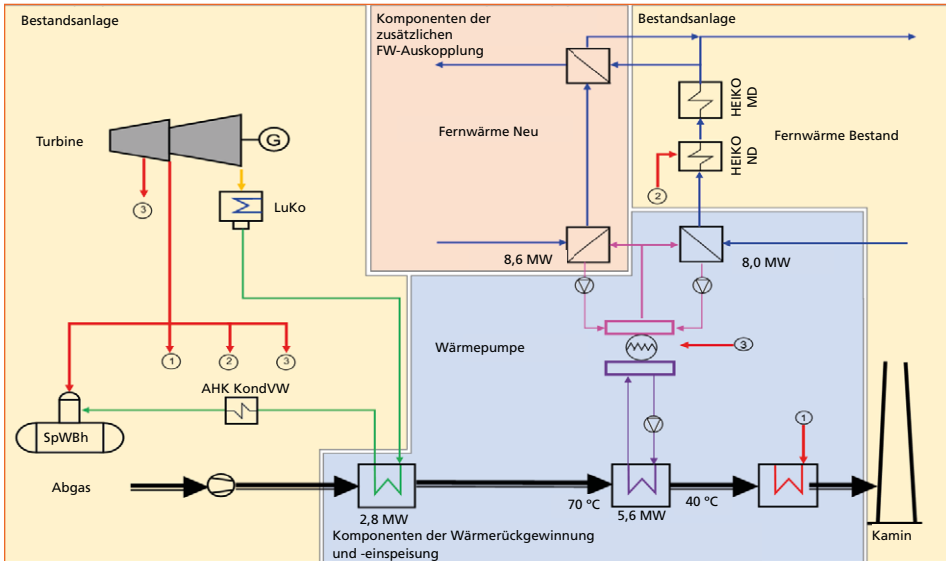 Bestandsanlage
Komponenten der
zusätzlichen
FW-Auskopplung
Bestandsanlage
HEIKO
MD
Turbine
G
Fernwärme Neu
Fernwärme Bestand
HEIKO
ND
3
2
LuKo
8,6 MW
8,0 MW
Wärmepumpe
3
1
2
3
AHK KondVW
1
SpWBh
Abgas
70 °C
40 °C
2,8 MW
5,6 MW
Kamin
Komponenten der Wärmerückgewinnung
und -einspeisung